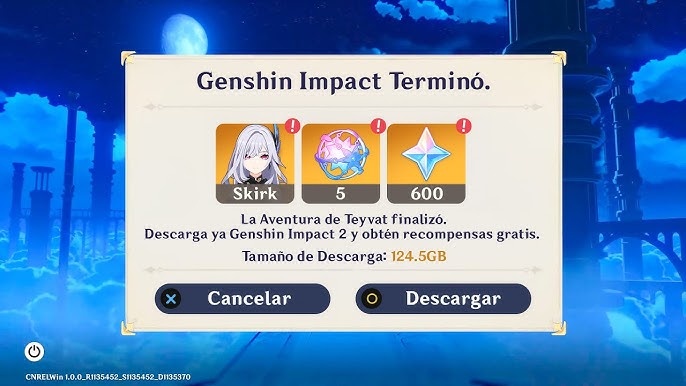 Genshin Impact Terminó.
!
!
!
Skirk
5
600
La Aventura de Teyvat finalizó.
Descarga ya Genshin Impact 2 y obtén recompensas gratis.
Tamaño de Descarga: 124.5GB
Cancelar
Descargar
CNRELWin 1.0.0_R1135452_S1135452_D1135370